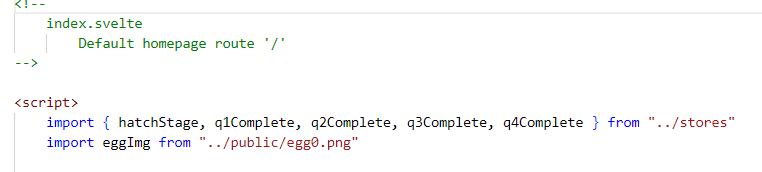 <!--
    index.svelte
        Default homepage route '/'
-->
<script>
    import { hatchStage, q1Complete, q2Complete, q3Complete, q4Complete } from "../stores"
    import eggImg from "../public/egg0.png"